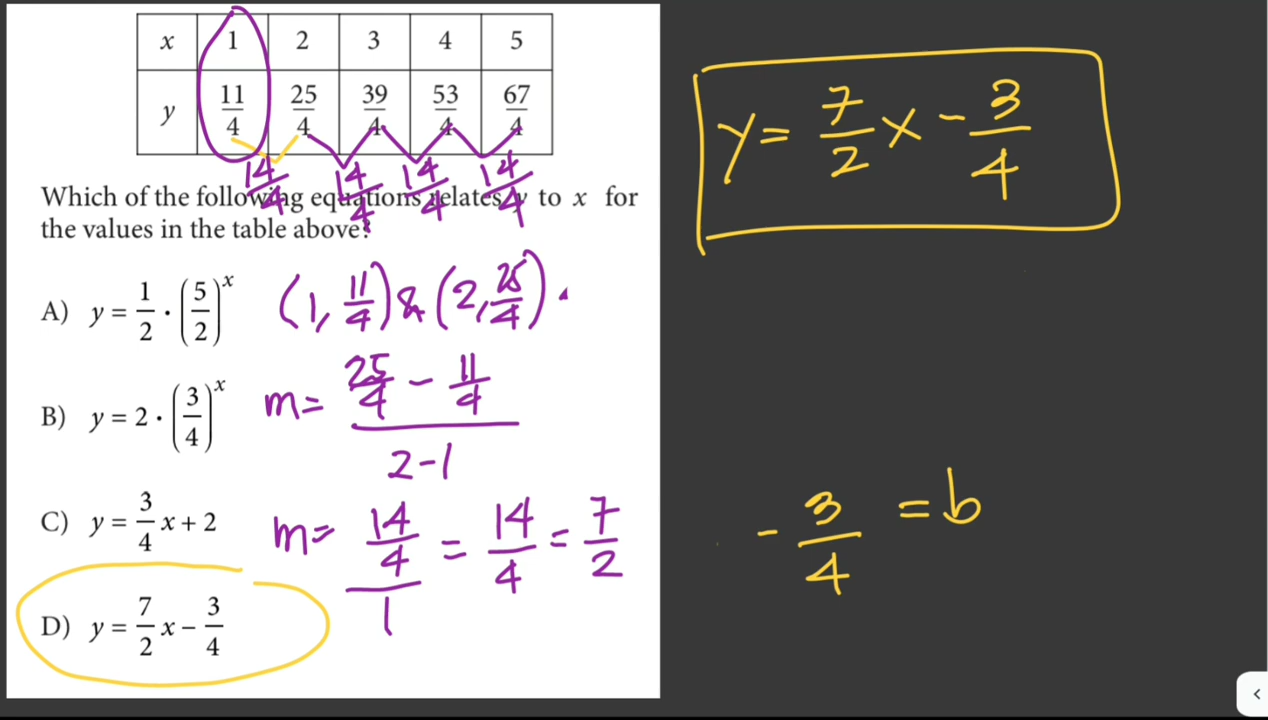 x 1 2 3 4 5
y 11/4 25/4 39/4 53/4 67/4
14/4 14/4 14/4 14/4
Which of the following equations relates y to x for
the values in the table above?
A) y = 1/2 · (5/2)^x
(1, 11/4) & (2, 25/4) .
B) y = 2 · (3/4)^x
m = (25/4 - 11/4)/(2 - 1)
C) y = 3/4 x + 2
m = (14/4)/1 = 14/4 = 7/2
D) y = 7/2 x − 3/4
y = 7/2 x - 3/4
- 3/4 = b
<